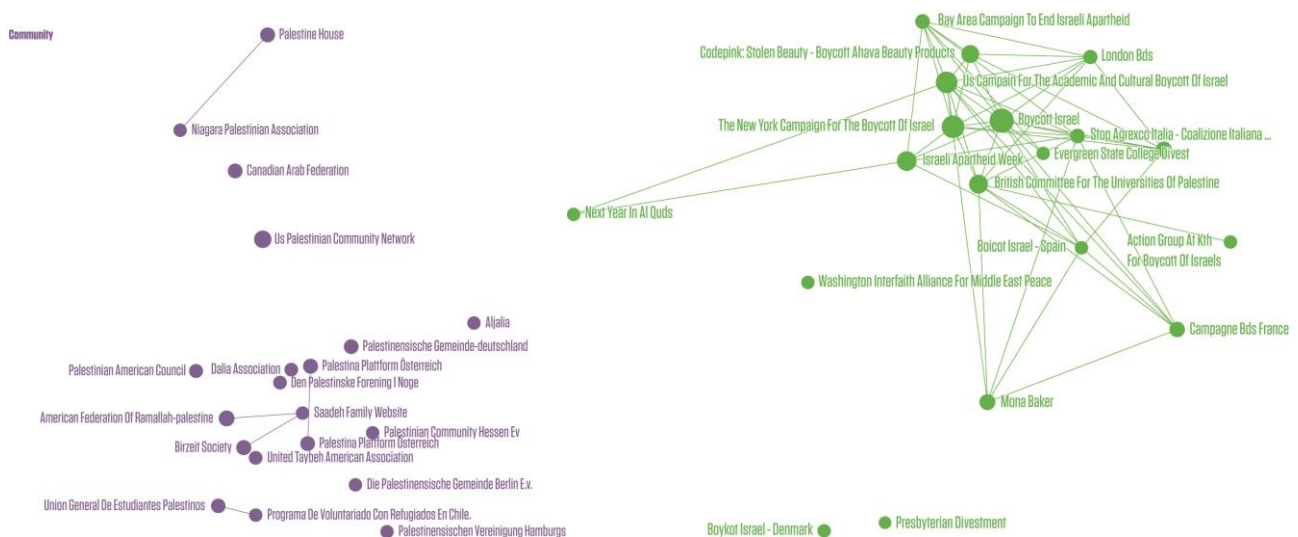 Community
Palestine House
Niagara Palestinian Association
Canadian Arab Federation
Us Palestinian Community Network
Aljalia
Palestinensische Gemeinde-deutschland
Palestinian American Council
Dalia Association
Palestina Plattform Österreich
Den Palestinske Forening I Noge
American Federation Of Ramallah-palestine
Saadeh Family Website
Palestinian Community Hessen Ev
Birzeit Society
Palestina Plattform Österreich
United Taybeh American Association
Die Palestinensische Gemeinde Berlin E.v.
Union General De Estudiantes Palestinos
Programa De Voluntariado Con Refugiados En Chile.
Palestinensischen Vereinigung Hamburgs
Bay Area Campaign To End Israeli Apartheid
Codepink: Stolen Beauty - Boycott Ahava Beauty Products
London Bds
Us Campain For The Academic And Cultural Boycott Of Israel
The New York Campaign For The Boycott Of Israel
Boycott Israel
Stop Agrexco Italia - Coalizione Italiana ...
Israeli Apartheid Week
Evergreen State College Divest
British Committee For The Universities Of Palestine
Next Year In Al Quds
Boicot Israel - Spain
Action Group At Kth
For Boycott Of Israels
Washington Interfaith Alliance For Middle East Peace
Campagne Bds France
Mona Baker
Boykot Israel - Denmark
Presbyterian Divestment